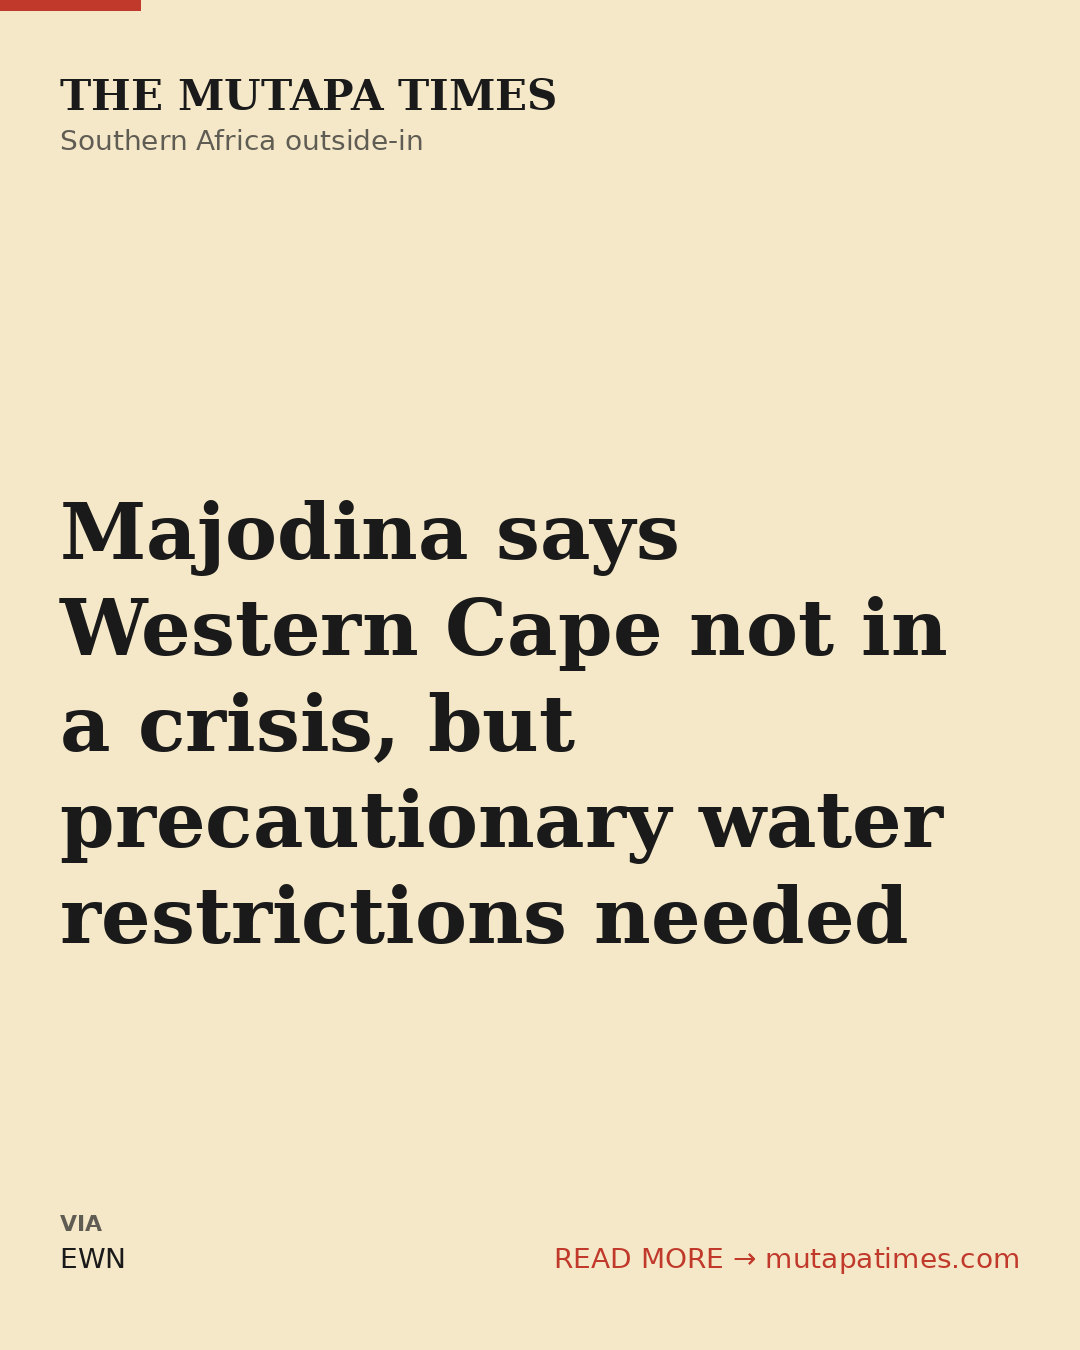 THE MUTAPA TIMES
Southern Africa outside-in
Majodina says
Western Cape not in
a crisis, but
precautionary water
restrictions needed
VIA
EWN
READ MORE → mutapatimes.com